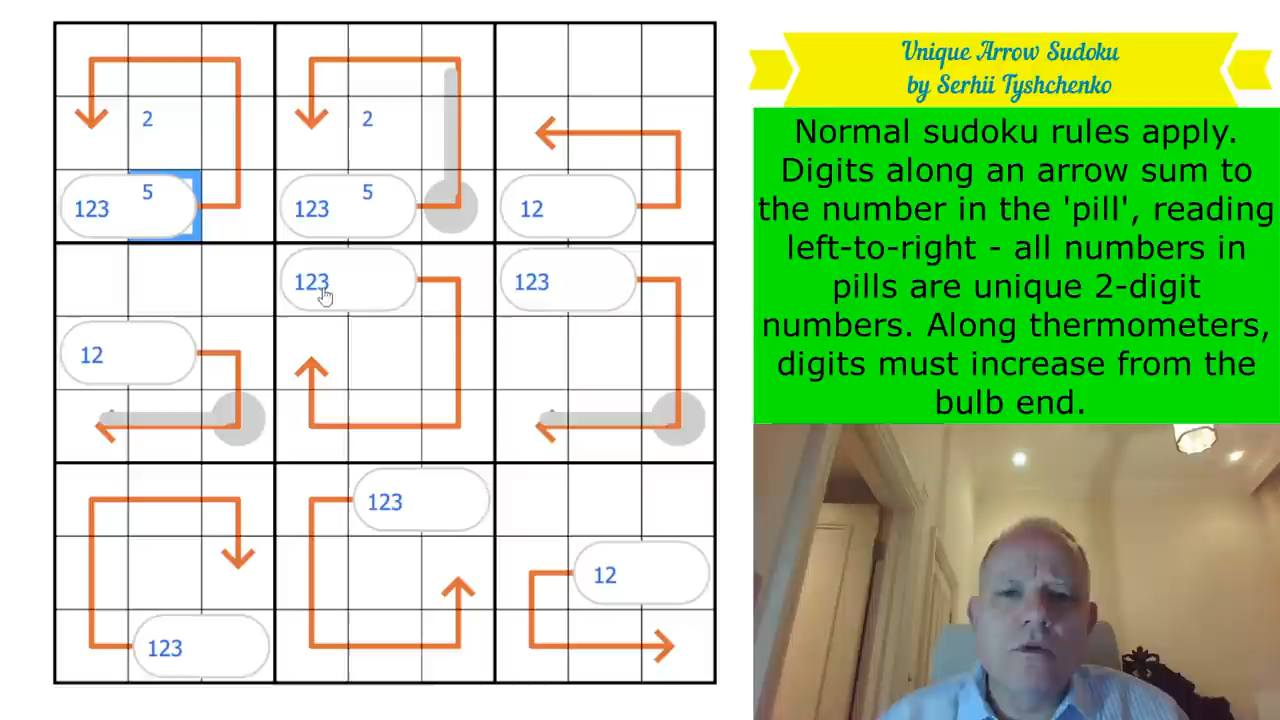 Unique Arrow Sudoku
by Serhii Tyshchenko
Normal sudoku rules apply.
Digits along an arrow sum to
the number in the 'pill', reading
left-to-right - all numbers in
pills are unique 2-digit
numbers. Along thermometers,
digits must increase from the
bulb end.
2 2
5 5
123 123 12
123 123
12
123
12
123